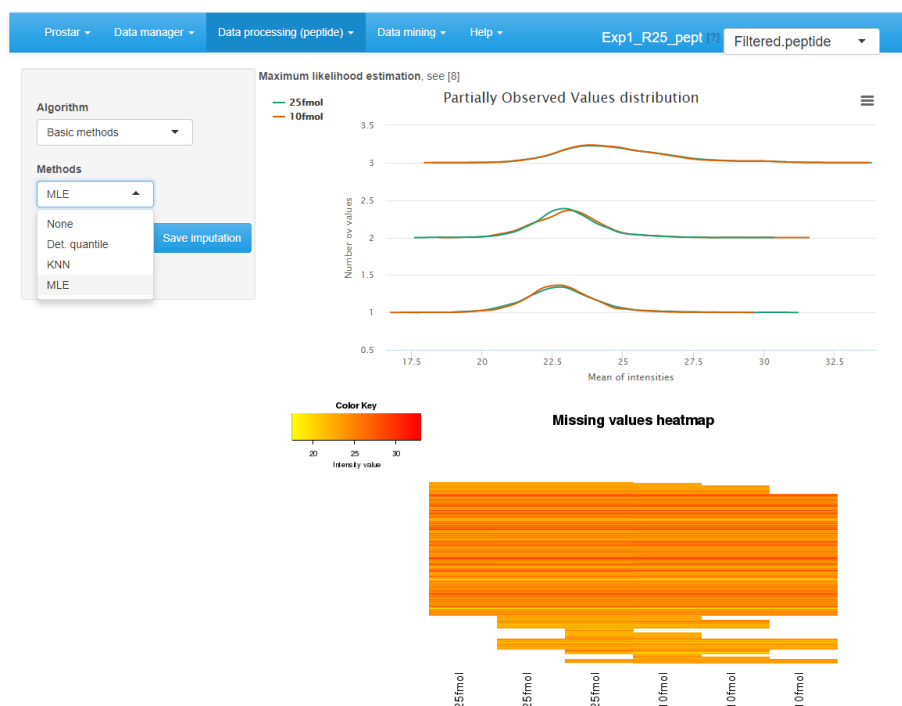 Prostar Data manager Data processing (peptide) Data mining Help Exp1_R25_pept [?] Filtered.peptide
Algorithm
Basic methods
Methods
MLE
None
Det. quantile
KNN
MLE
Save imputation
Maximum likelihood estimation, see [8]
Partially Observed Values distribution
25fmol
10fmol
Number ov values
3.5
3
2.5
2
1.5
1
0.5
17.5 20 22.5 25 27.5 30 32.5
Mean of intensities
Color Key
20 25 30
Intensity value
Missing values heatmap
25fmol 25fmol 25fmol 10fmol 10fmol 10fmol